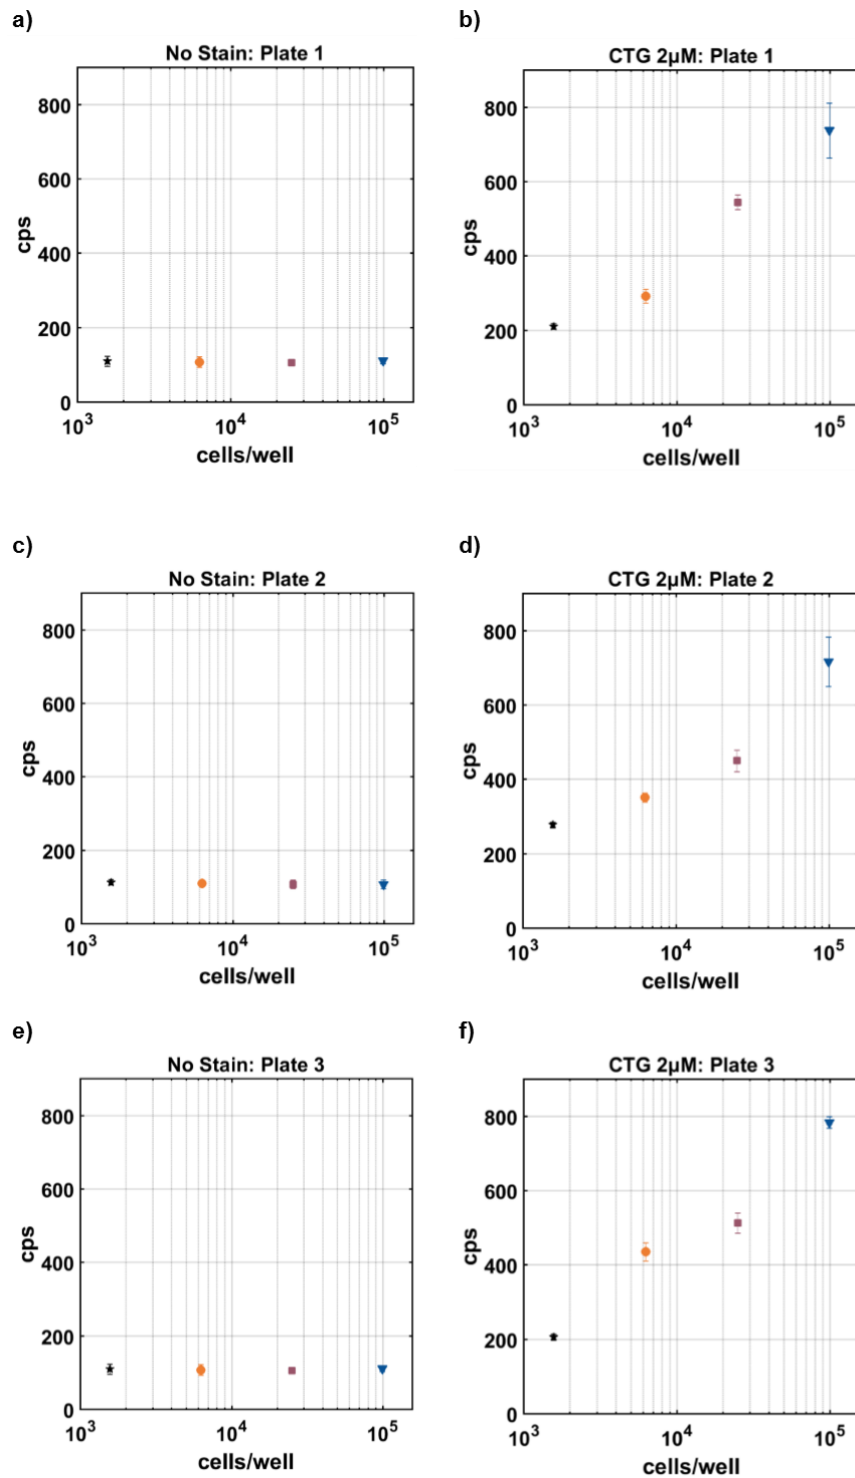 a)
No Stain: Plate 1
800
600
400
200
0
cps
10³ 10⁴ 10⁵
cells/well
b)
CTG 2µM: Plate 1
800
600
400
200
0
cps
10³ 10⁴ 10⁵
cells/well
c)
No Stain: Plate 2
800
600
400
200
0
cps
10³ 10⁴ 10⁵
cells/well
d)
CTG 2µM: Plate 2
800
600
400
200
0
cps
10³ 10⁴ 10⁵
cells/well
e)
No Stain: Plate 3
800
600
400
200
0
cps
10³ 10⁴ 10⁵
cells/well
f)
CTG 2µM: Plate 3
800
600
400
200
0
cps
10³ 10⁴ 10⁵
cells/well